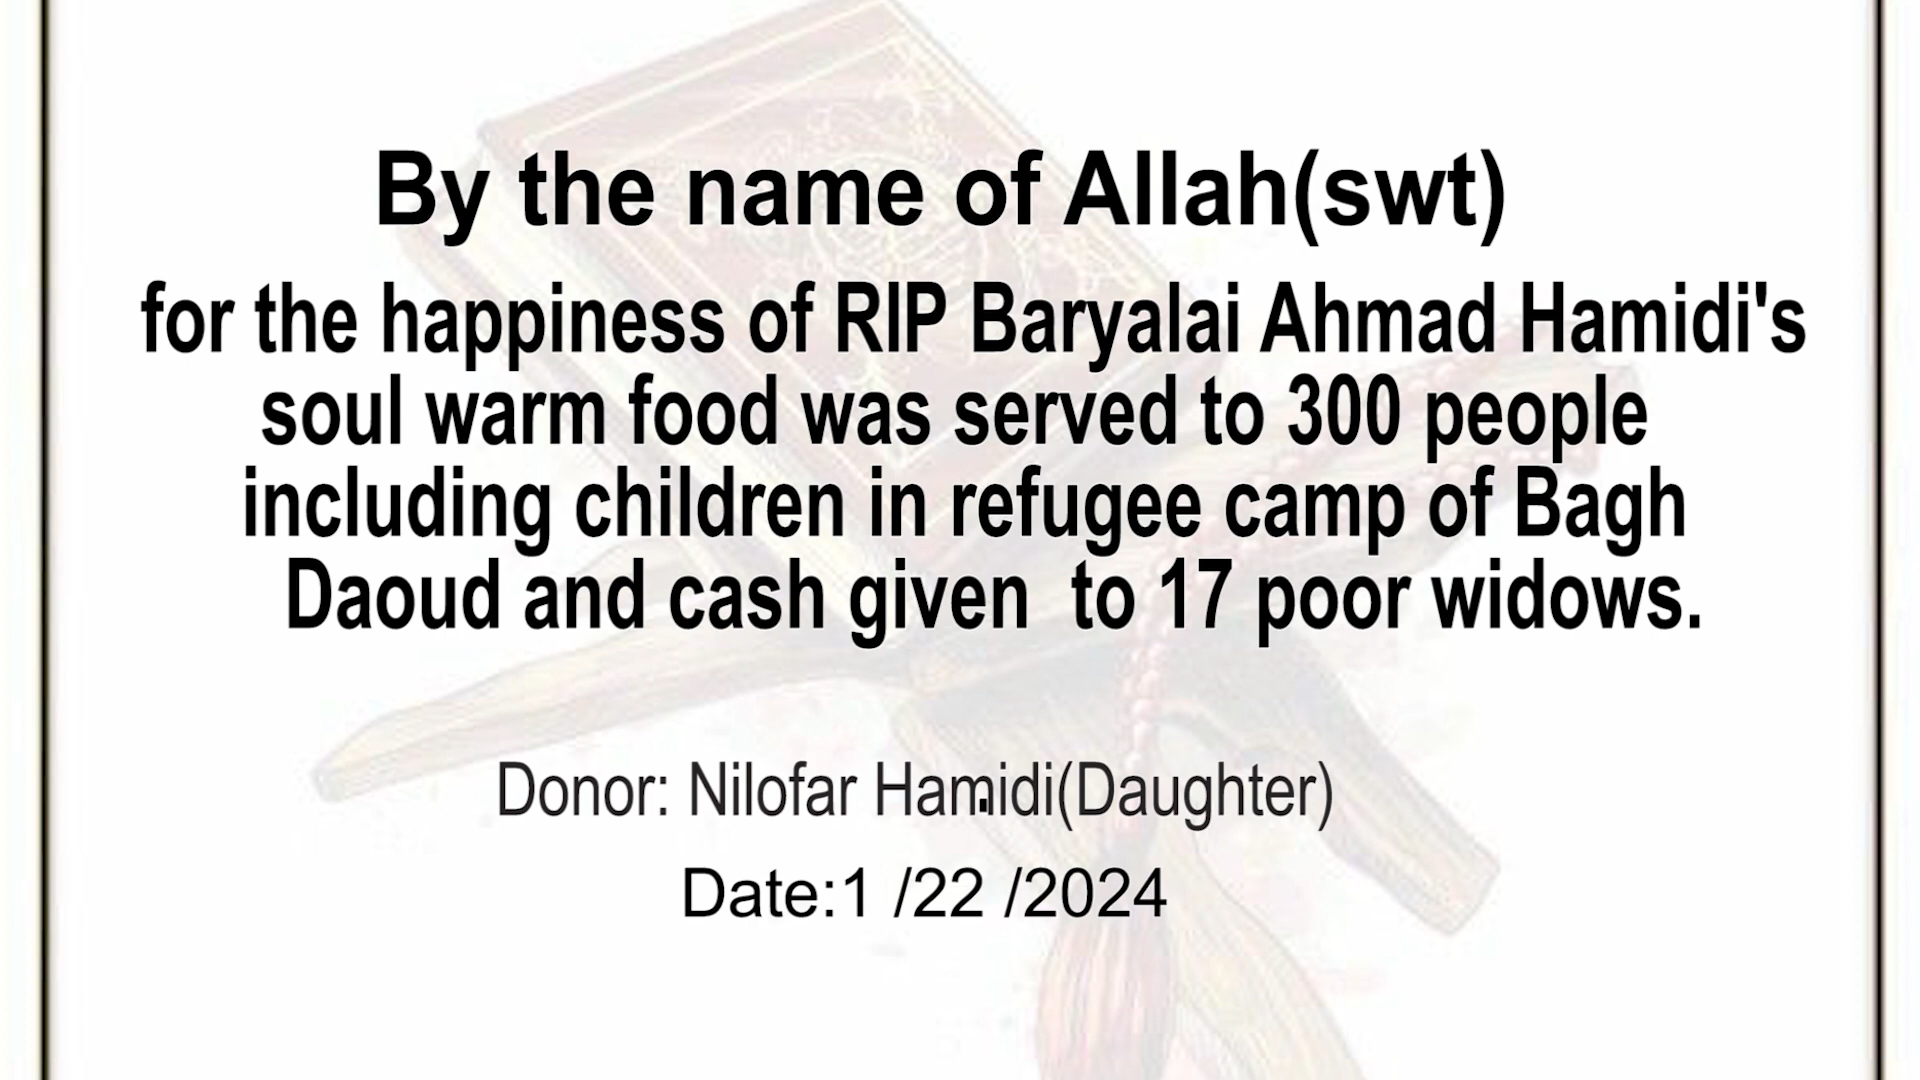 By the name of Allah(swt)
for the happiness of RIP Baryalai Ahmad Hamidi's
soul warm food was served to 300 people
including children in refugee camp of Bagh
Daoud and cash given  to 17 poor widows.
Donor: Nilofar Hamidi(Daughter)
Date:1 /22 /2024